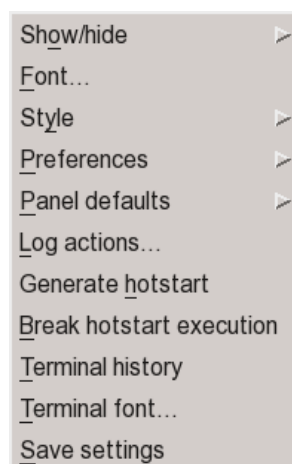 Show/hide
Font...
Style
Preferences
Panel defaults
Log actions...
Generate hotstart
Break hotstart execution
Terminal history
Terminal font...
Save settings